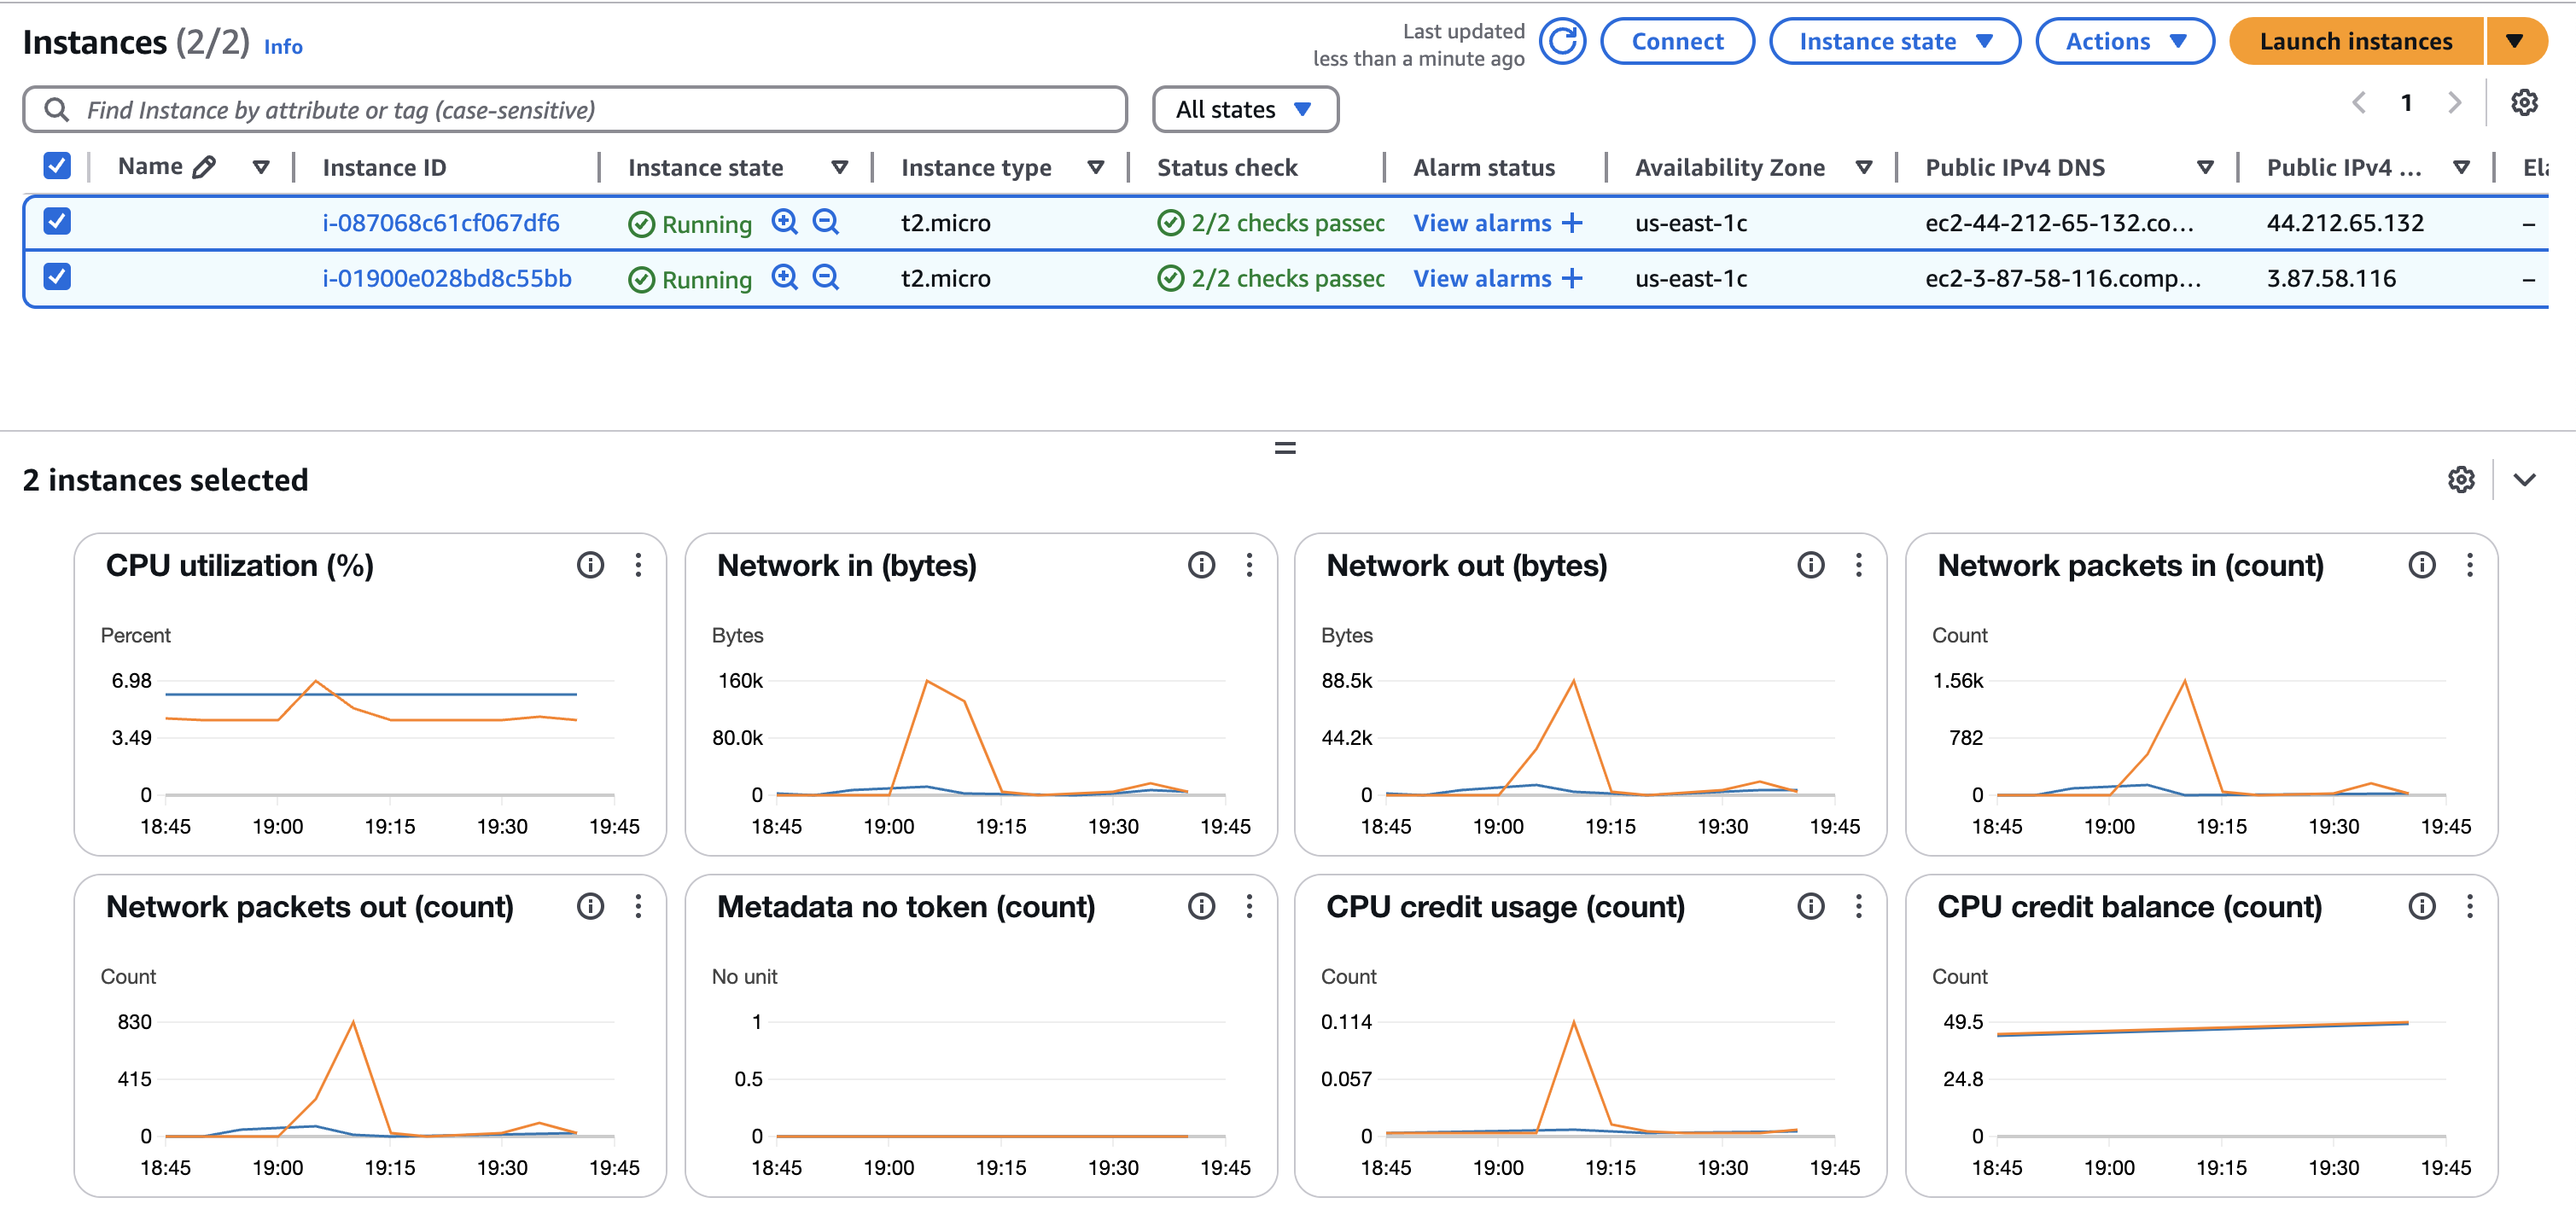 Instances (2/2) Info
Last updated
less than a minute ago
Connect
Instance state
Actions
Launch instances
Find Instance by attribute or tag (case-sensitive)
All states
1
Name Instance ID Instance state Instance type Status check Alarm status Availability Zone Public IPv4 DNS Public IPv4 ... Ela
i-087068c61cf067df6 Running t2.micro 2/2 checks passec View alarms + us-east-1c ec2-44-212-65-132.co... 44.212.65.132 –
i-01900e028bd8c55bb Running t2.micro 2/2 checks passec View alarms + us-east-1c ec2-3-87-58-116.comp... 3.87.58.116 –
2 instances selected
CPU utilization (%)
Percent
6.98
3.49
0
18:45 19:00 19:15 19:30 19:45
Network in (bytes)
Bytes
160k
80.0k
0
18:45 19:00 19:15 19:30 19:45
Network out (bytes)
Bytes
88.5k
44.2k
0
18:45 19:00 19:15 19:30 19:45
Network packets in (count)
Count
1.56k
782
0
18:45 19:00 19:15 19:30 19:45
Network packets out (count)
Count
830
415
0
18:45 19:00 19:15 19:30 19:45
Metadata no token (count)
No unit
1
0.5
0
18:45 19:00 19:15 19:30 19:45
CPU credit usage (count)
Count
0.114
0.057
0
18:45 19:00 19:15 19:30 19:45
CPU credit balance (count)
Count
49.5
24.8
0
18:45 19:00 19:15 19:30 19:45